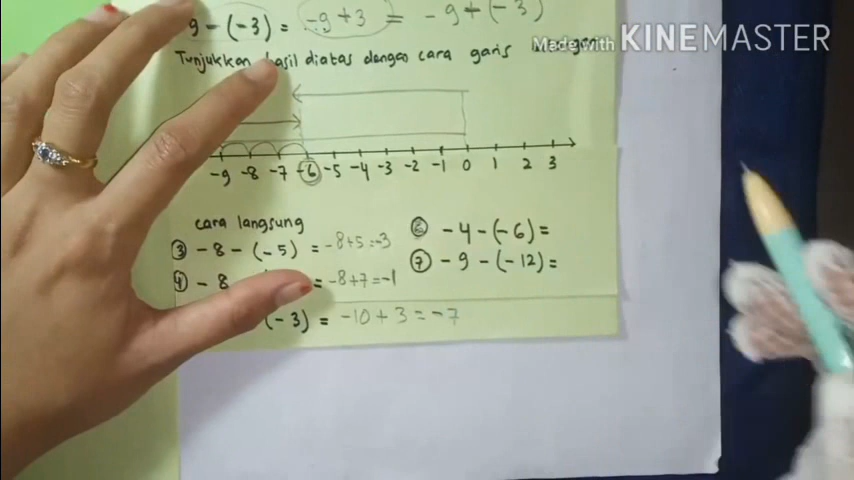 9 - (-3) = -9 + 3 = - 9 + (- 3)
Made with KINEMASTER
Tunjukkan hasil diatas dengan cara garis
-9 -8 -7 -6 -5 -4 -3 -2 -1 0 1 2 3
cara langsung
③ - 8 - (-5) = -8+5=-3
④ - 8 = -8+7=-1
(-3) = -10 + 3 = -7
⑥ - 4 - (-6) =
⑦ - 9 - (-12) =